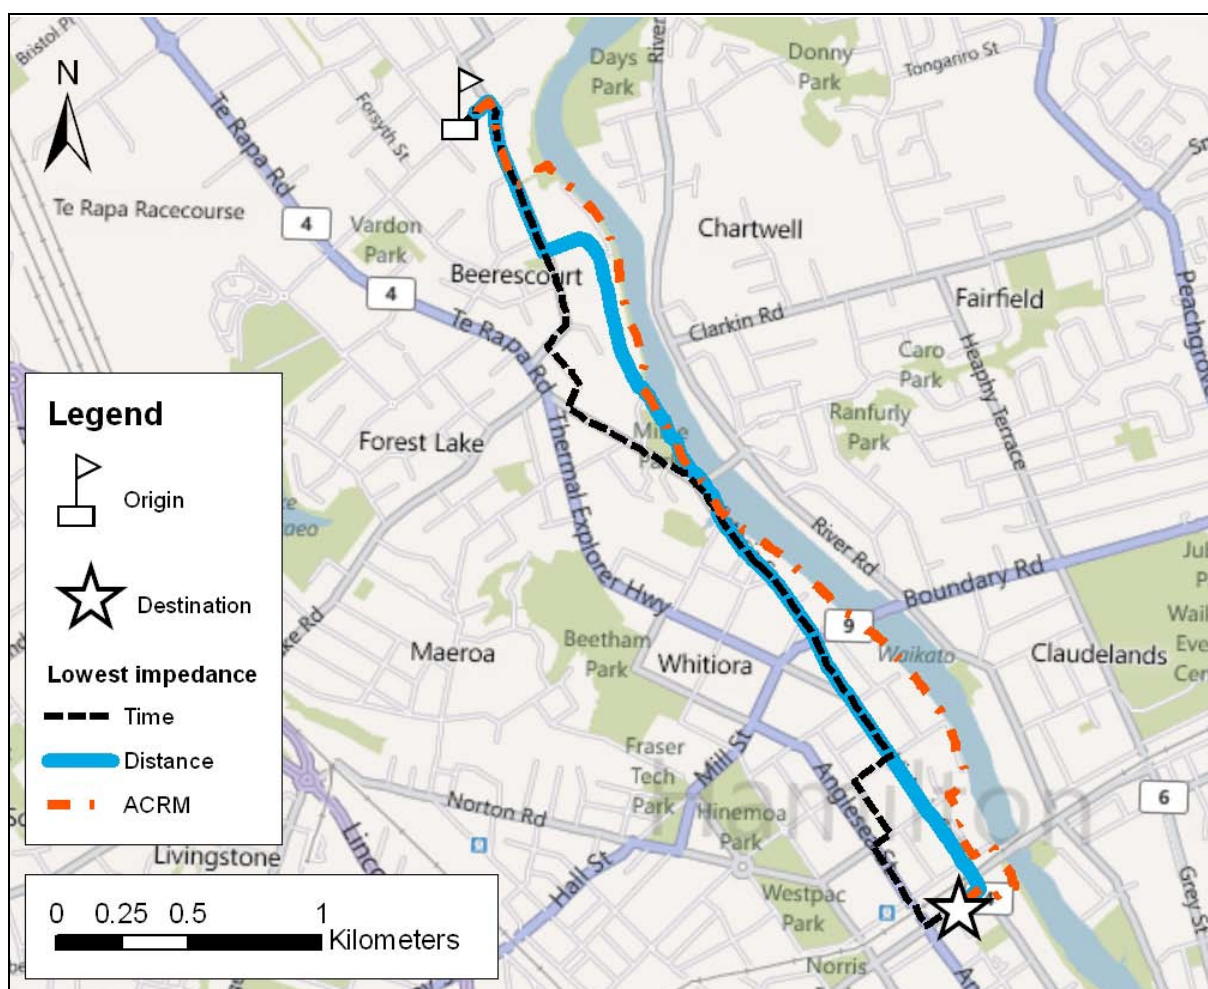 Bristol Pl
N
Te Rapa Rd
Forsyth St
Days
Park
River
Donny
Park
Tongariro St
Te Rapa Racecourse
4
Vardon
Park
4
Beerescourt
Chartwell
Te Rapa Rd
Clarkin Rd
Fairfield
Peachgrove
Caro
Park
Heaphy Terrace
Ranfurly
Park
Forest Lake
Thermal Explorer Hwy
River Rd
Boundary Rd
9
Maeroa
Beetham
Park
Whitiora
Waikato
Claudelands
Fraser
Tech
Park
Mill St
Hinemoa
Park
Anglesea St
Hamilton
6
Norton Rd
Livingstone
Hall St
Westpac
Park
9
9
Grey St
Norris
Legend
Origin
Destination
Lowest impedance
Time
Distance
ACRM
0 0.25 0.5 1
Kilometers